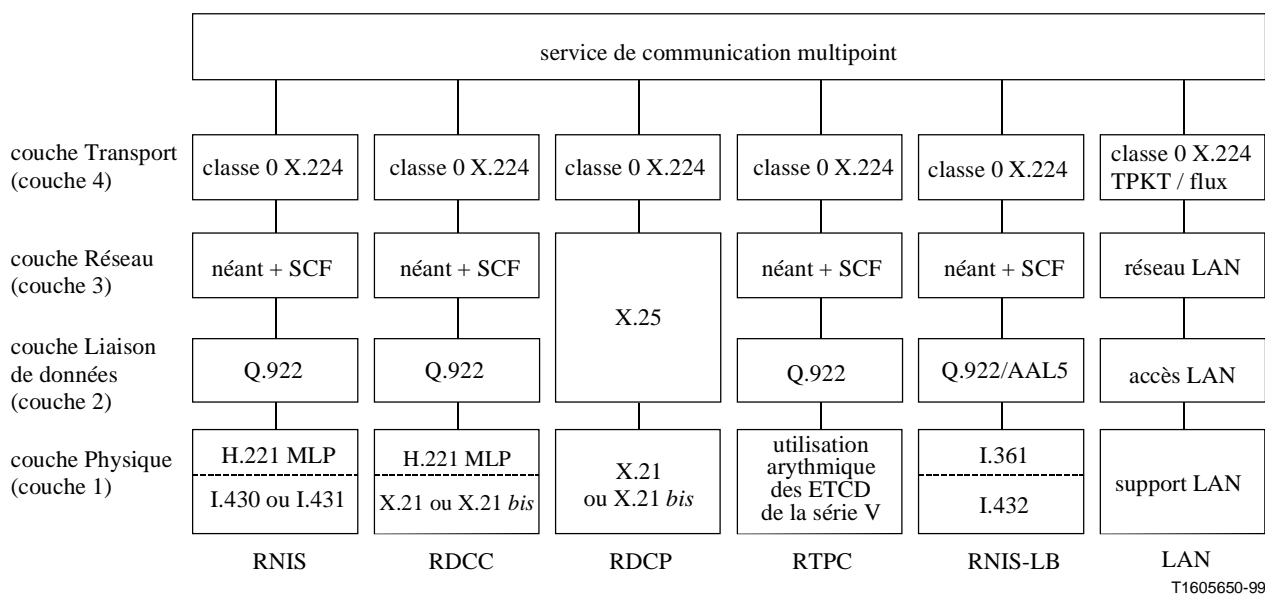 service de communication multipoint
couche Transport
(couche 4)
classe 0 X.224
classe 0 X.224
classe 0 X.224
classe 0 X.224
classe 0 X.224
classe 0 X.224
TPKT / flux
couche Réseau
(couche 3)
néant + SCF
néant + SCF
X.25
néant + SCF
néant + SCF
réseau LAN
couche Liaison
de données
(couche 2)
Q.922
Q.922
Q.922
Q.922/AAL5
accès LAN
couche Physique
(couche 1)
H.221 MLP
I.430 ou I.431
H.221 MLP
X.21 ou X.21 bis
X.21
ou X.21 bis
utilisation
arythmique
des ETCD
de la série V
I.361
I.432
support LAN
RNIS
RDCC
RDCP
RTPC
RNIS-LB
LAN
T1605650-99